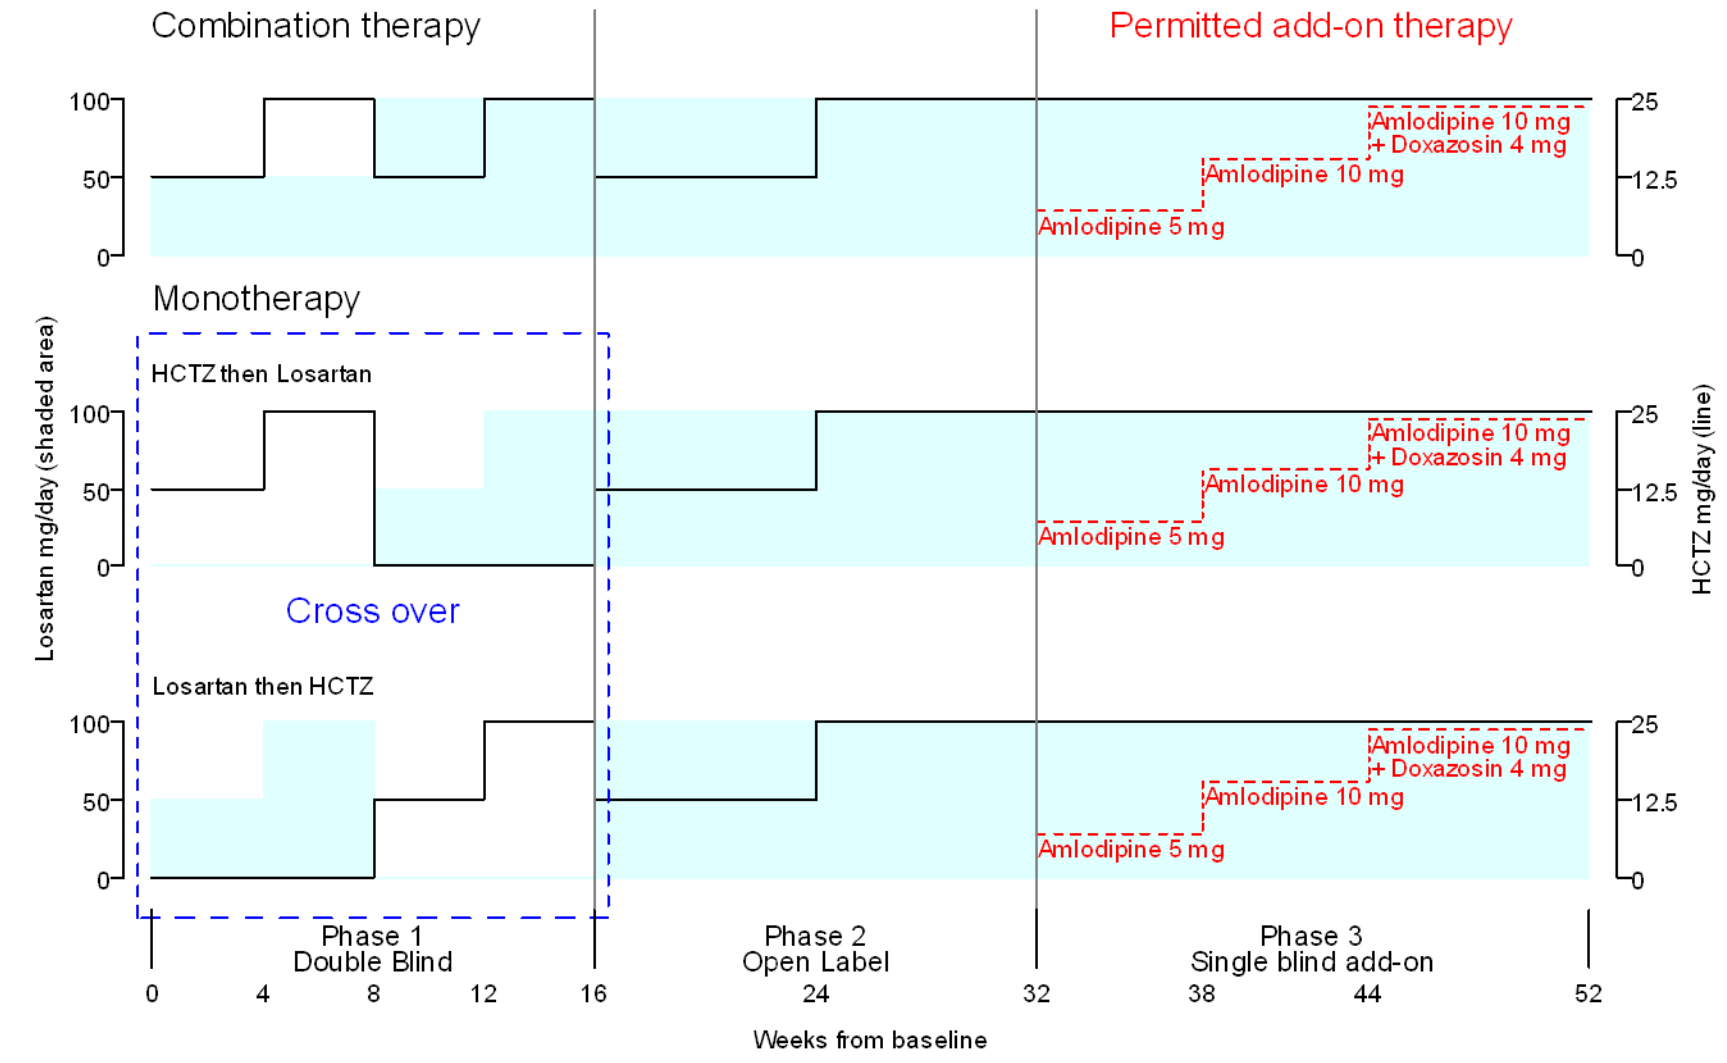 Combination therapy
Permitted add-on therapy
100
50
0
25
12.5
0
Amlodipine 10 mg
+ Doxazosin 4 mg
Amlodipine 10 mg
Amlodipine 5 mg
Monotherapy
HCTZ then Losartan
100
50
0
25
12.5
0
Amlodipine 10 mg
+ Doxazosin 4 mg
Amlodipine 10 mg
Amlodipine 5 mg
Losartan mg/day (shaded area)
HCTZ mg/day (line)
Cross over
Losartan then HCTZ
100
50
0
25
12.5
0
Amlodipine 10 mg
+ Doxazosin 4 mg
Amlodipine 10 mg
Amlodipine 5 mg
Phase 1
Double Blind
Phase 2
Open Label
Phase 3
Single blind add-on
0 4 8 12 16 24 32 38 44 52
Weeks from baseline